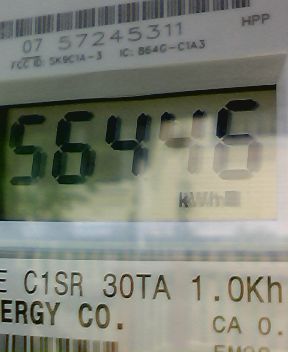 HPP
07 57245311
FCC ID: SK9C1A-3 IC: 864G-C1A3
56446
kWh
E C1SR 30TA 1.0Kh
ERGY CO.
CA 0.